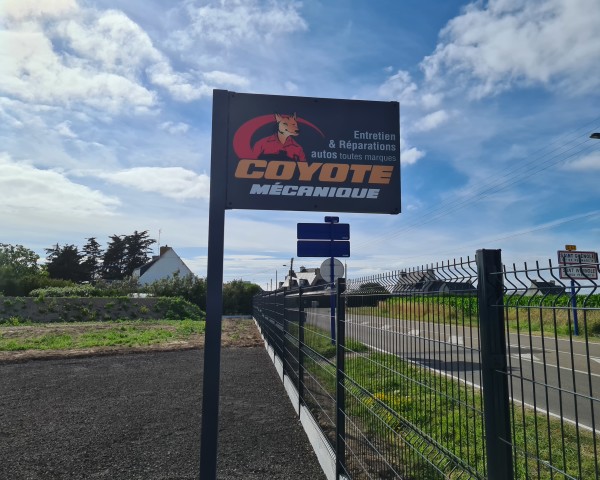 Entretien
& Réparations
autos toutes marques
COYOTE
MÉCANIQUE